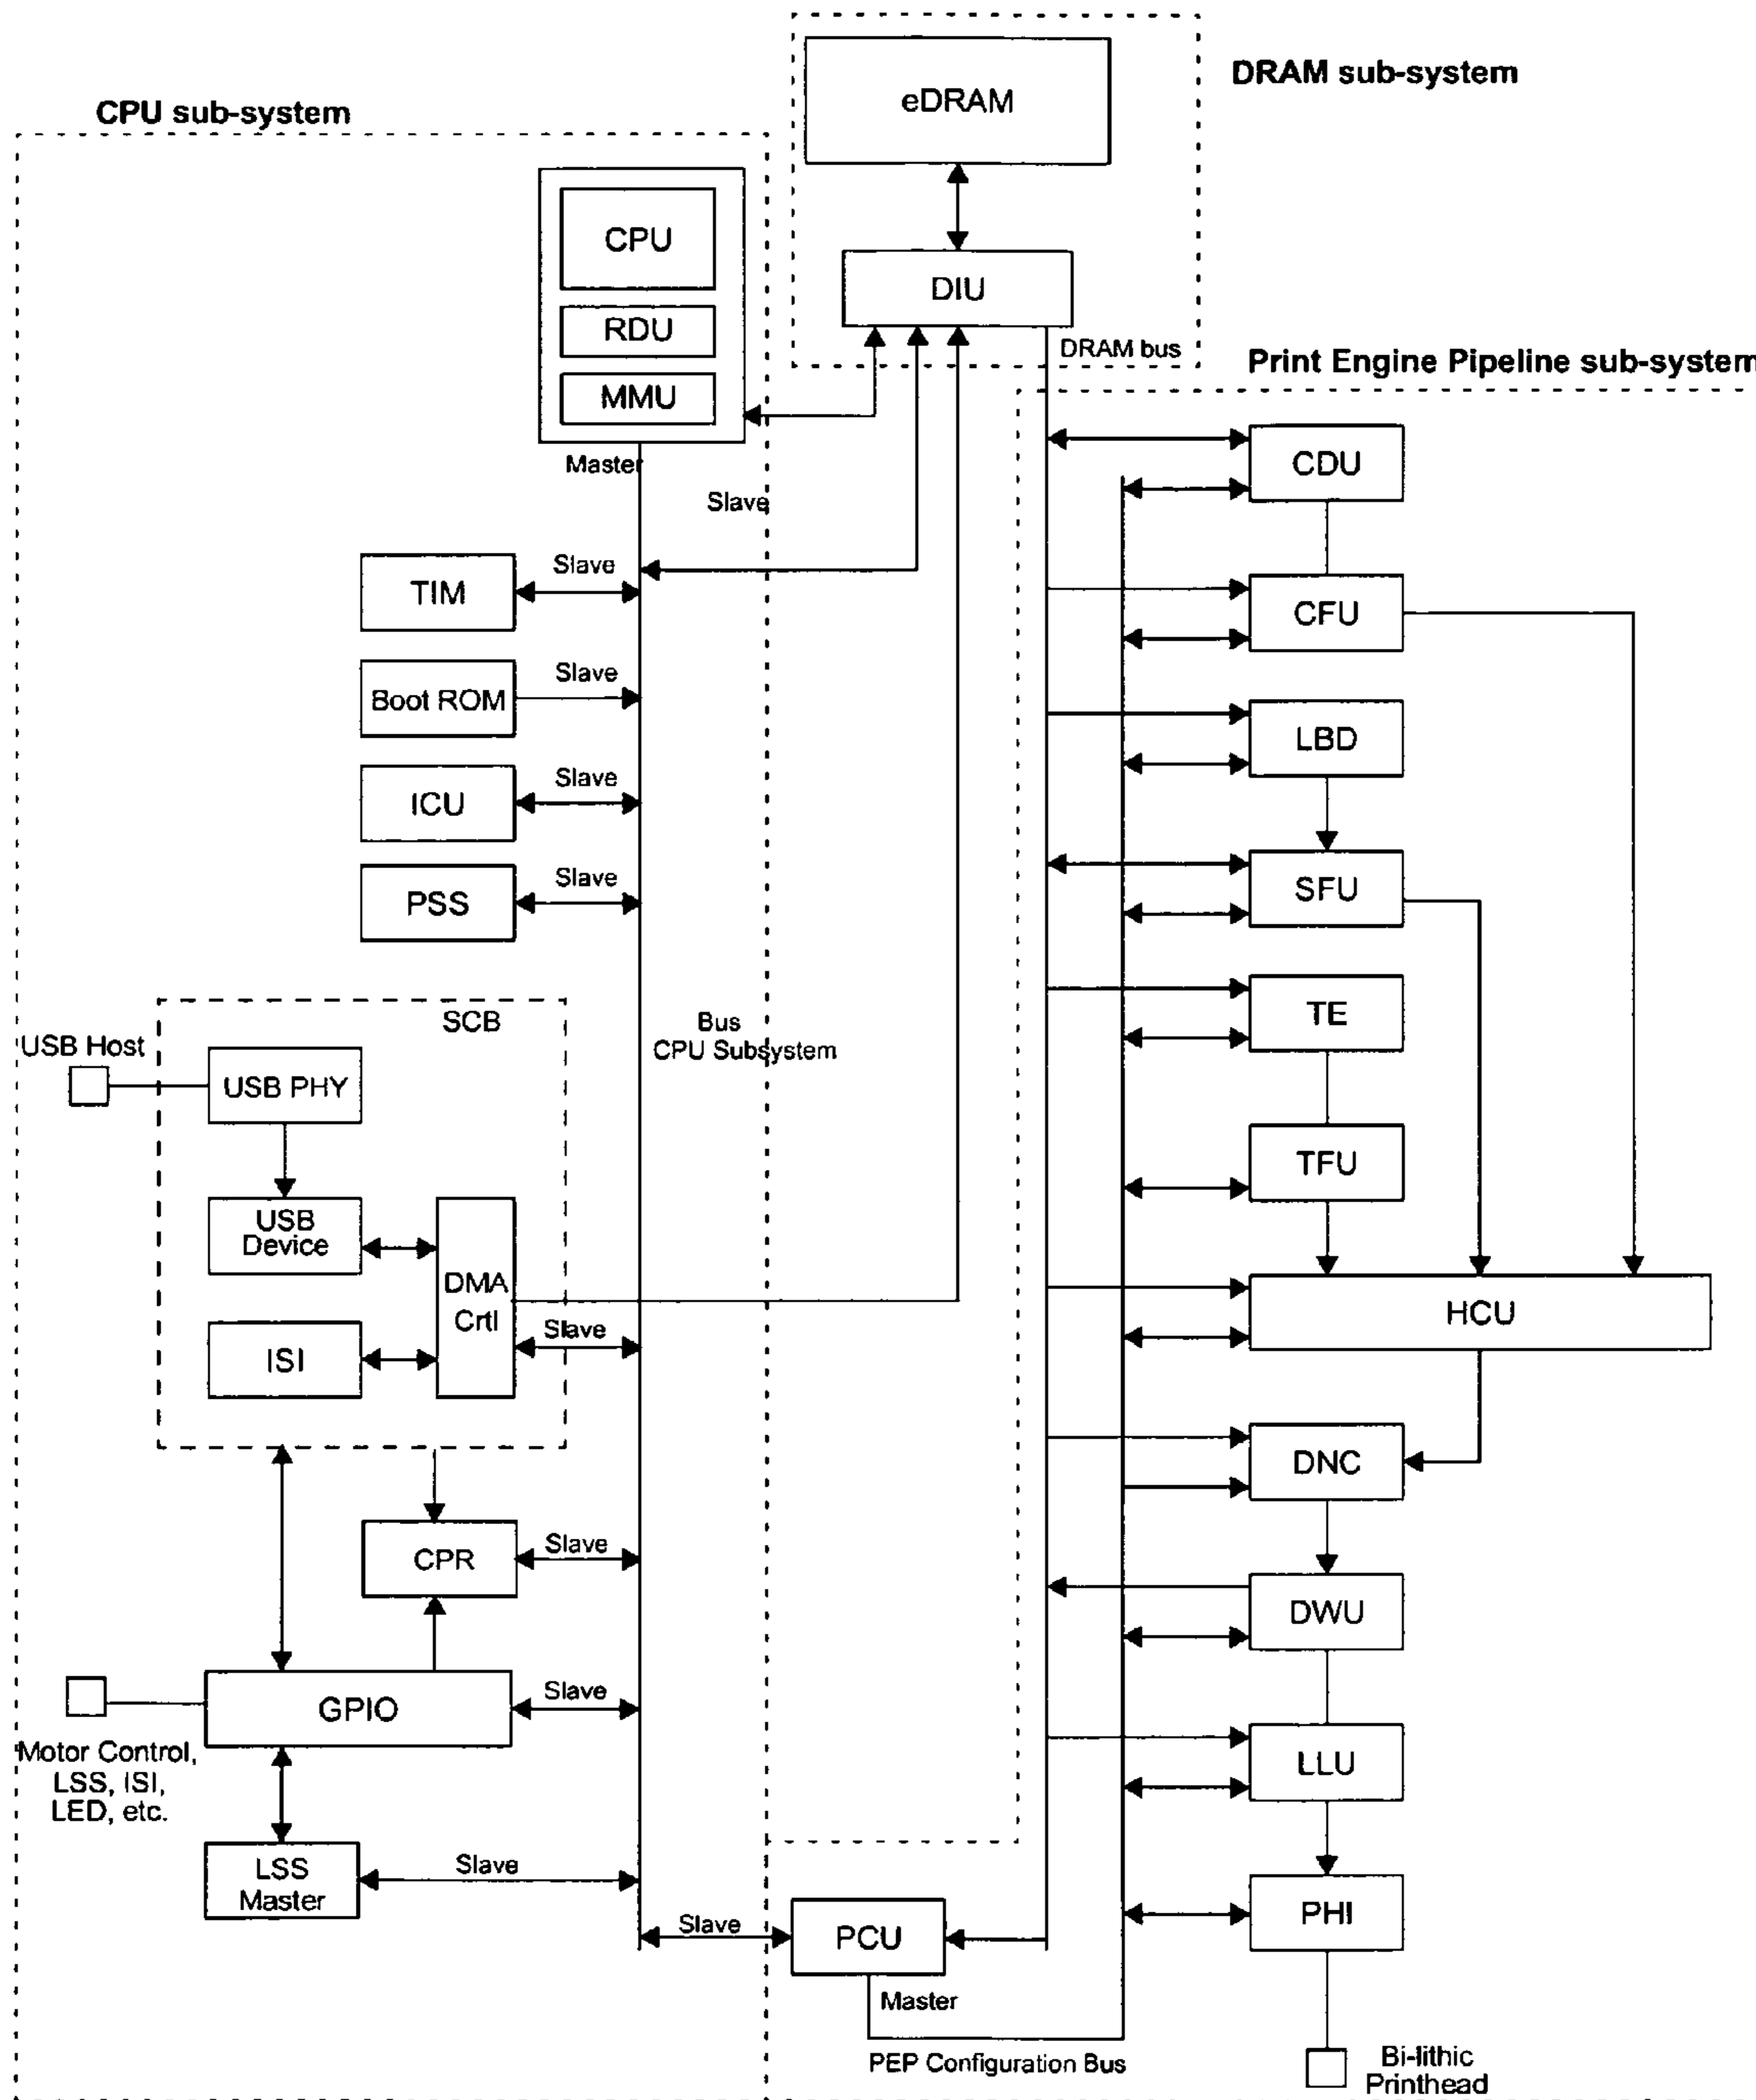 DRAM sub-system
eDRAM
CPU sub-system
CPU
DIU
RDU
DRAM bus
MMU
Print Engine Pipeline sub-system
Master
CDU
Slave
Slave
TIM
CFU
Slave
Boot ROM
LBD
Slave
ICU
Slave
PSS
SFU
SCB
Bus
CPU Subsystem
TE
USB Host
USB PHY
TFU
USB
Device
DMA
Crtl
HCU
Slave
ISI
DNC
Slave
CPR
DWU
Slave
GPIO
Motor Control,
LSS, ISI,
LED, etc.
LLU
LSS
Master
Slave
Slave
PCU
PHI
Master
PEP Configuration Bus
Bi-lithic
Printhead